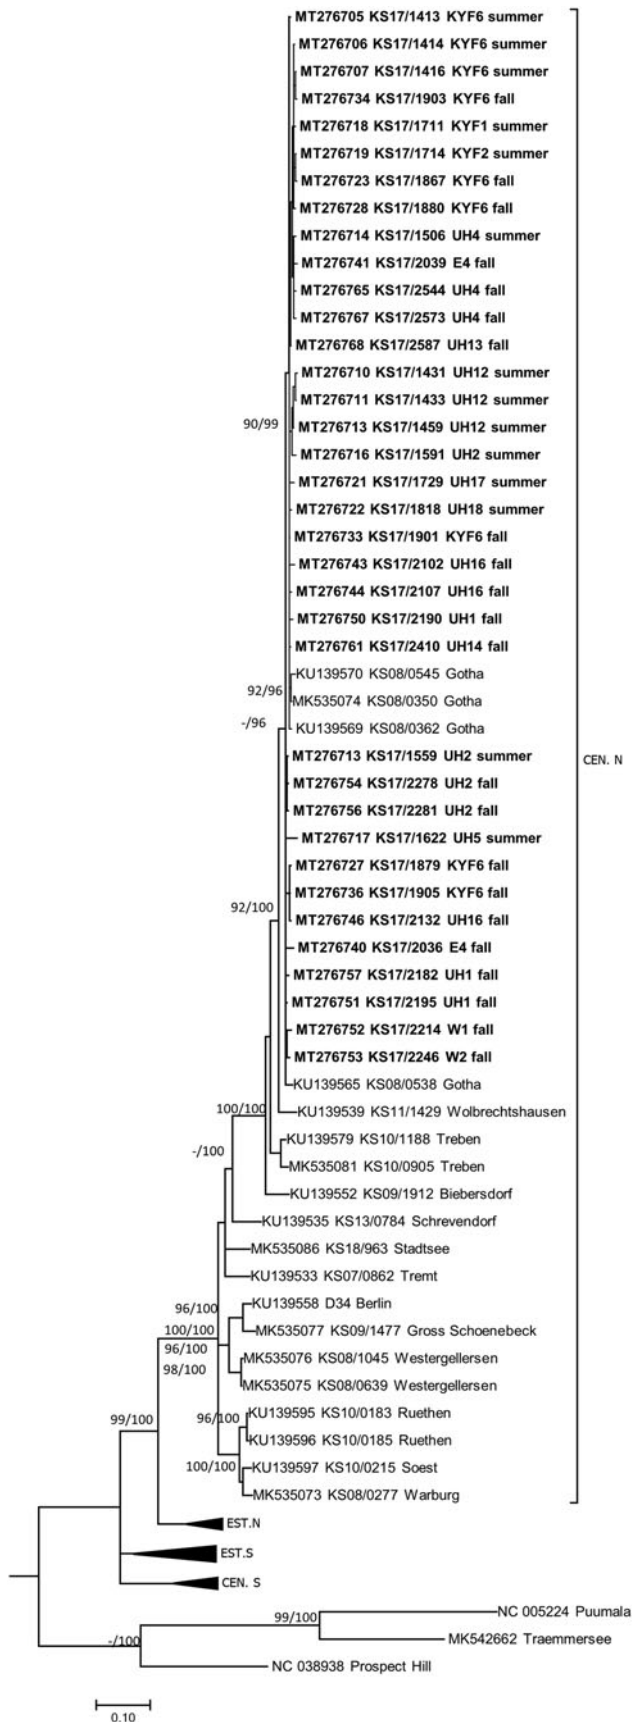 MT276705 KS17/1413 KYF6 summer
MT276706 KS17/1414 KYF6 summer
MT276707 KS17/1416 KYF6 summer
MT276734 KS17/1903 KYF6 fall
MT276718 KS17/1711 KYF1 summer
MT276719 KS17/1714 KYF2 summer
MT276723 KS17/1867 KYF6 fall
MT276728 KS17/1880 KYF6 fall
MT276714 KS17/1506 UH4 summer
MT276741 KS17/2039 E4 fall
MT276765 KS17/2544 UH4 fall
MT276767 KS17/2573 UH4 fall
MT276768 KS17/2587 UH13 fall
MT276710 KS17/1431 UH12 summer
MT276711 KS17/1433 UH12 summer
90/99
MT276713 KS17/1459 UH12 summer
MT276716 KS17/1591 UH2 summer
MT276721 KS17/1729 UH17 summer
MT276722 KS17/1818 UH18 summer
MT276733 KS17/1901 KYF6 fall
MT276743 KS17/2102 UH16 fall
MT276744 KS17/2107 UH16 fall
MT276750 KS17/2190 UH1 fall
MT276761 KS17/2410 UH14 fall
KU139570 KS08/0545 Gotha
92/96
MK535074 KS08/0350 Gotha
-/96
KU139569 KS08/0362 Gotha
MT276713 KS17/1559 UH2 summer
CEN. N
MT276754 KS17/2278 UH2 fall
MT276756 KS17/2281 UH2 fall
MT276717 KS17/1622 UH5 summer
MT276727 KS17/1879 KYF6 fall
MT276736 KS17/1905 KYF6 fall
92/100
MT276746 KS17/2132 UH16 fall
MT276740 KS17/2036 E4 fall
MT276757 KS17/2182 UH1 fall
MT276751 KS17/2195 UH1 fall
MT276752 KS17/2214 W1 fall
MT276753 KS17/2246 W2 fall
KU139565 KS08/0538 Gotha
100/100
KU139539 KS11/1429 Wolbrechtshausen
KU139579 KS10/1188 Treben
-/100
MK535081 KS10/0905 Treben
KU139552 KS09/1912 Biebersdorf
KU139535 KS13/0784 Schrevendorf
MK535086 KS18/963 Stadtsee
KU139533 KS07/0862 Tremt
96/100
KU139558 D34 Berlin
100/100
MK535077 KS09/1477 Gross Schoenebeck
96/100
MK535076 KS08/1045 Westergellersen
98/100
MK535075 KS08/0639 Westergellersen
99/100
96/100
KU139595 KS10/0183 Ruethen
KU139596 KS10/0185 Ruethen
100/100
KU139597 KS10/0215 Soest
MK535073 KS08/0277 Warburg
EST.N
EST.S
CEN. S
NC 005224 Puumala
99/100
MK542662 Traemmersee
-/100
NC 038938 Prospect Hill
0.10